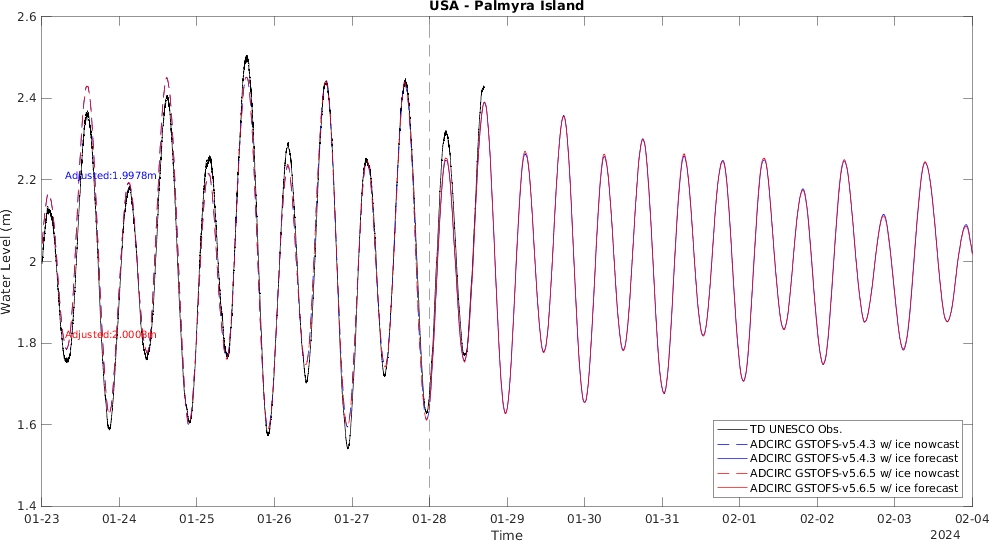 USA - Palmyra Island
2.6
2.4
2.2
2
1.8
1.6
1.4
Water Level (m)
Adjusted:1.9978m
Adjusted:2.0008m
TD UNESCO Obs.
ADCIRC GSTOFS-v5.4.3 w/ ice nowcast
ADCIRC GSTOFS-v5.4.3 w/ ice forecast
ADCIRC GSTOFS-v5.6.5 w/ ice nowcast
ADCIRC GSTOFS-v5.6.5 w/ ice forecast
01-23 01-24 01-25 01-26 01-27 01-28 01-29 01-30 01-31 02-01 02-02 02-03 02-04
Time
2024